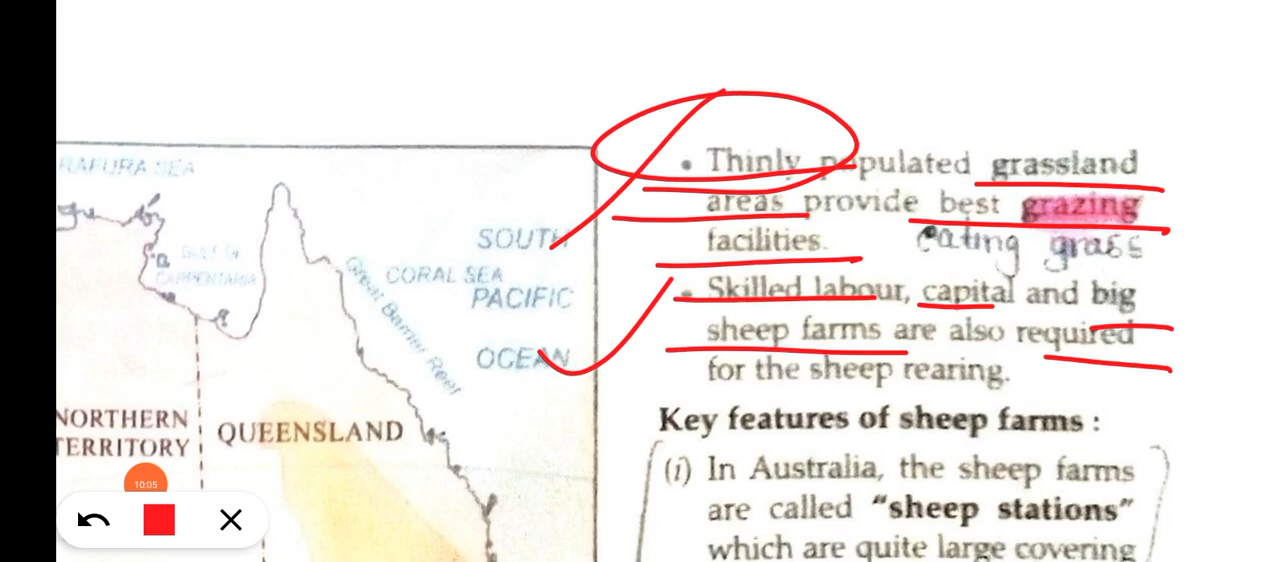 RAFURA SEA
GULF OF
CARPENTARIA
SOUTH
CORAL SEA
PACIFIC
OCEAN
Great Barrier Reef
NORTHERN
TERRITORY
QUEENSLAND
10:05
• Thinly populated grassland
areas provide best grazing
facilities. eating grass
• Skilled labour, capital and big
sheep farms are also required
for the sheep rearing.
Key features of sheep farms :
(i) In Australia, the sheep farms
are called "sheep stations"
which are quite large covering